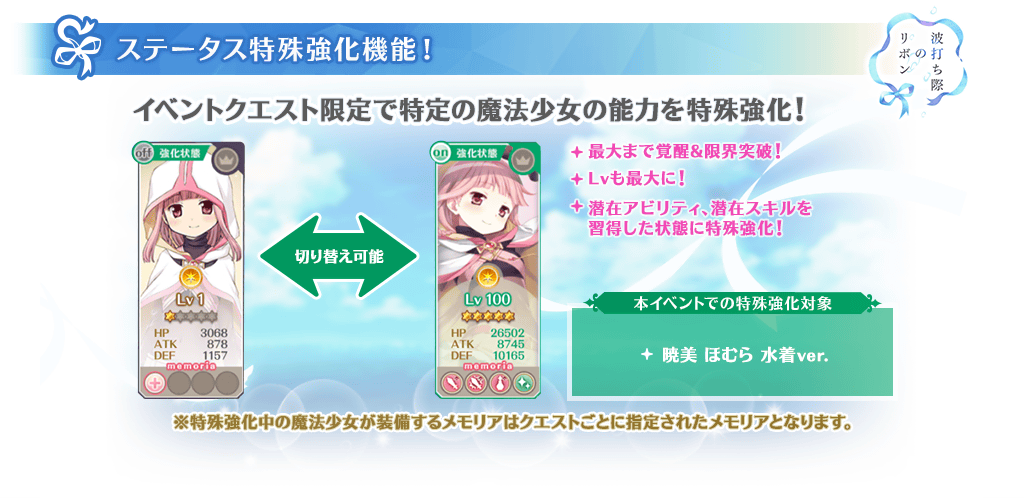 ステータス特殊強化機能！
波打ち際
の
リボン
イベントクエスト限定で特定の魔法少女の能力を特殊強化！
off 強化状態
Lv 1
HP 3068
ATK 878
DEF 1157
memoria
切り替え可能
on 強化状態
Lv 100
HP 26502
ATK 8745
DEF 10165
memoria
最大まで覚醒&限界突破！
Lvも最大に！
潜在アビリティ、潜在スキルを
習得した状態に特殊強化！
本イベントでの特殊強化対象
暁美 ほむら 水着ver.
※特殊強化中の魔法少女が装備するメモリアはクエストごとに指定されたメモリアとなります。